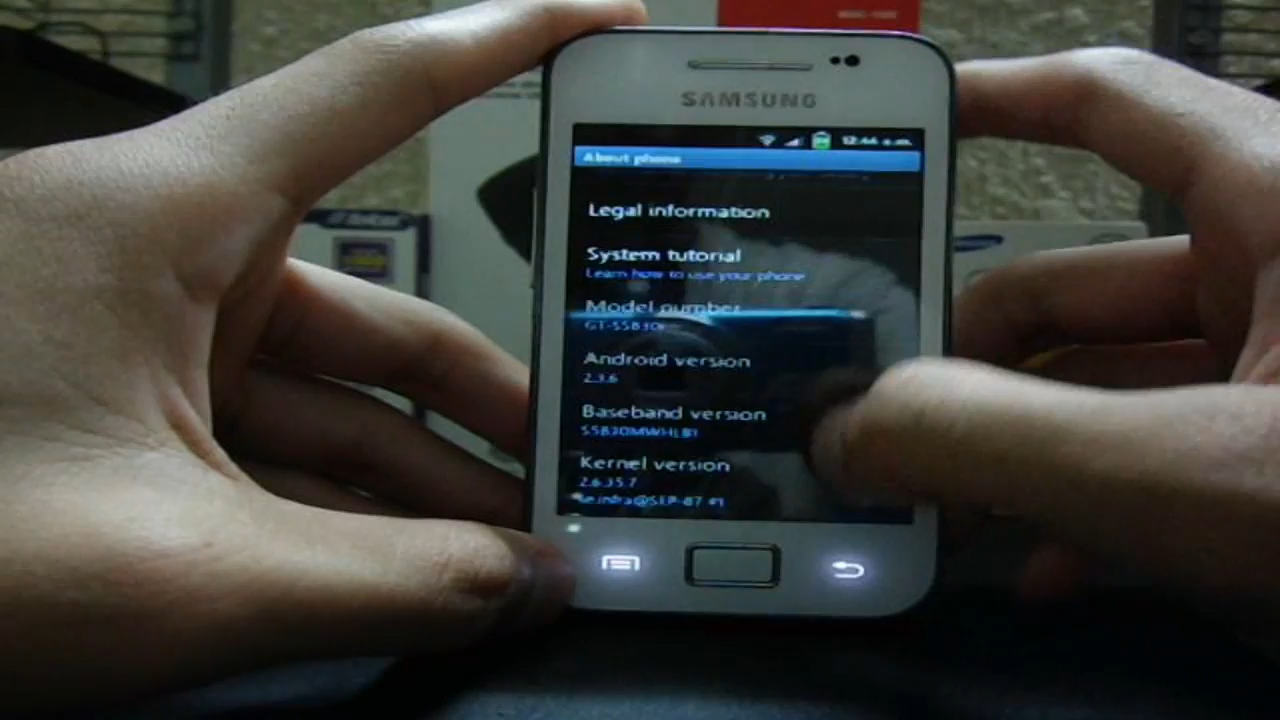 SAMSUNG
12:44 a.m.
About phone
Legal information
System tutorial
Learn how to use your phone
Model number
Android version
2.3.6
Baseband version
S5830MWHLB1
Kernel version
2.6.35.7